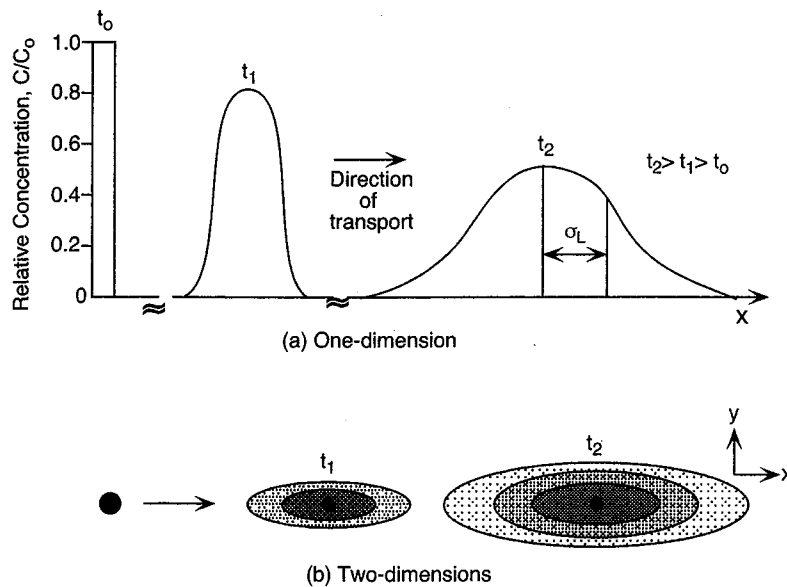 t₀
Relative Concentration, C/C₀
1.0
0.8
0.6
0.4
0.2
0
t₁
Direction
of
transport
t₂
σL
t₂> t₁> t₀
x
(a) One-dimension
t₁
t₂
y
x
(b) Two-dimensions